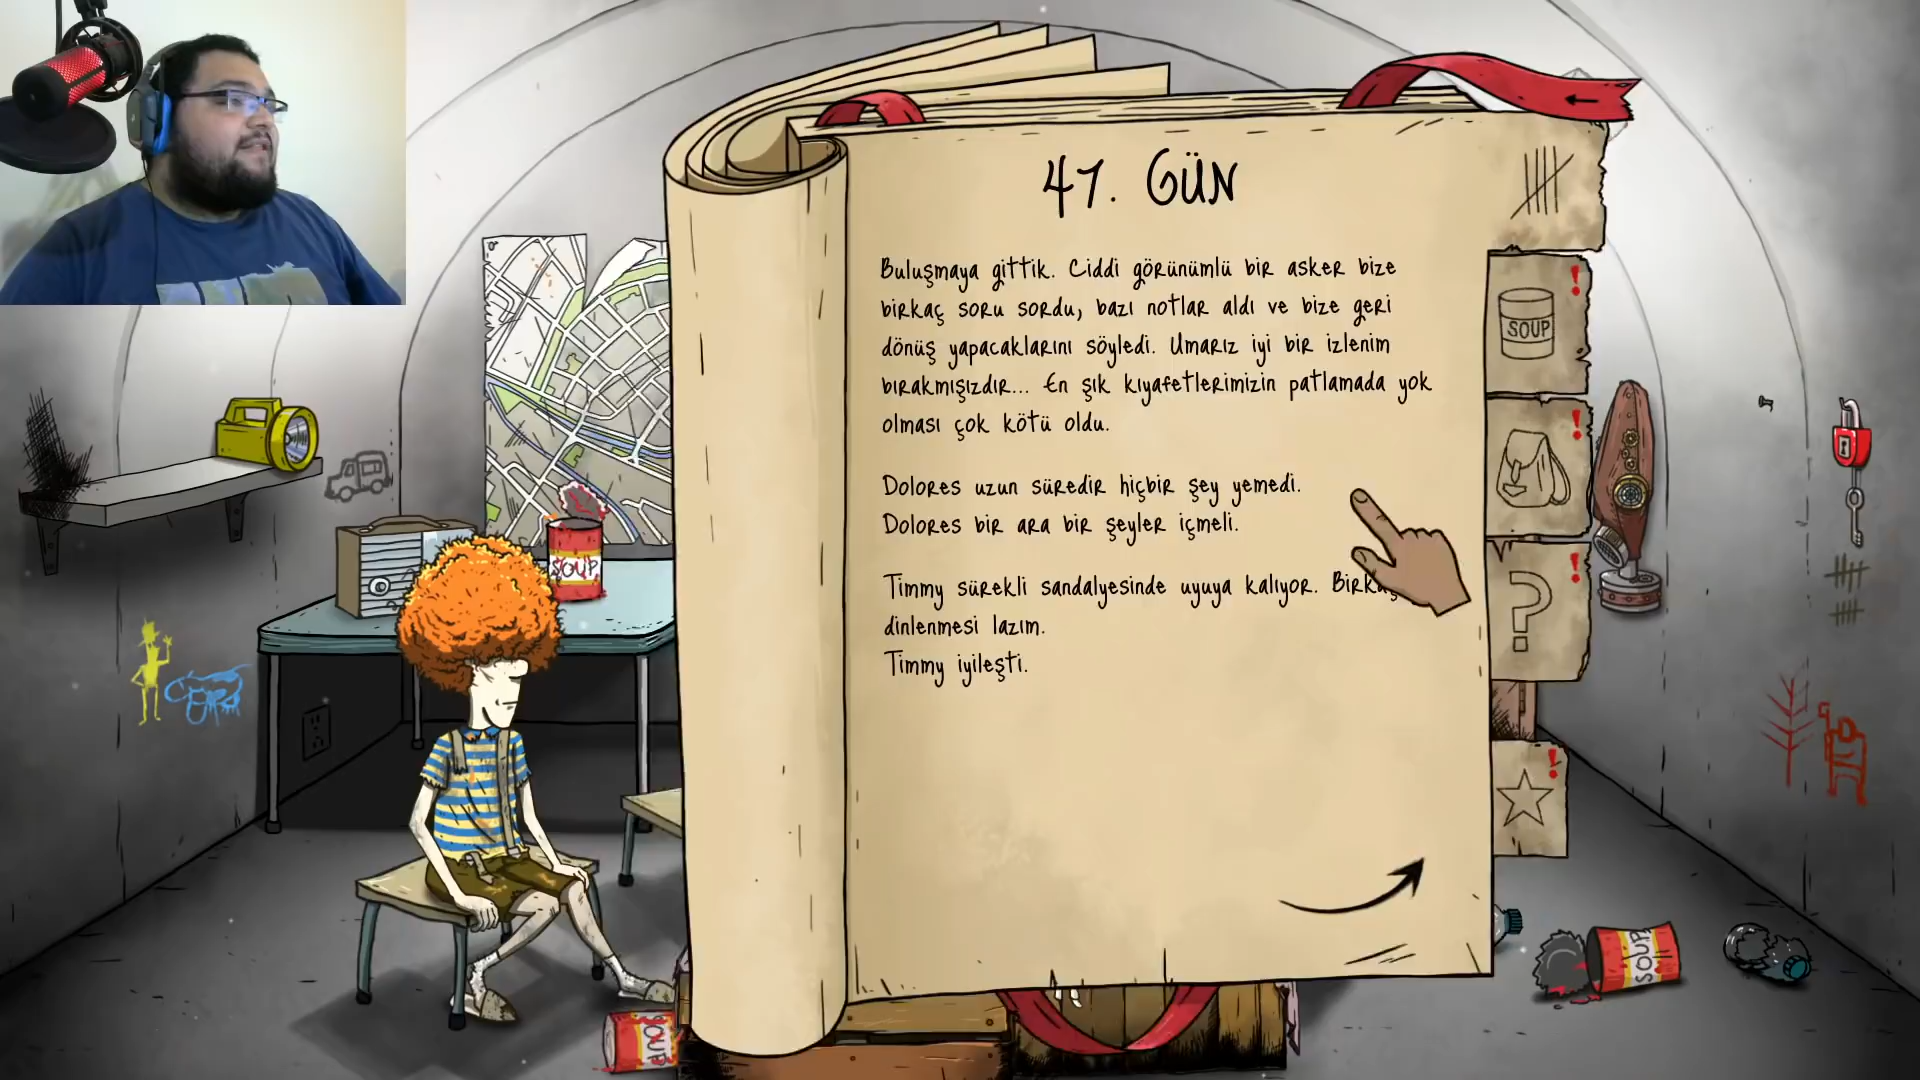 47. GÜN
Buluşmaya gittik. Ciddi görünümlü bir asker bize
birkaç soru sordu, bazı notlar aldı ve bize geri
dönüş yapacaklarını söyledi. Umarız iyi bir izlenim
bırakmışızdır... En şık kıyafetlerimizin patlamada yok
olması çok kötü oldu.
Dolores uzun süredir hiçbir şey yemedi.
Dolores bir ara bir şeyler içmeli.
Timmy sürekli sandalyesinde uyuya kalıyor. Birkaç
dinlenmesi lazım.
Timmy iyileşti.
SOUP
!
!
?
!
!
SOUP
SOUP
SOUP